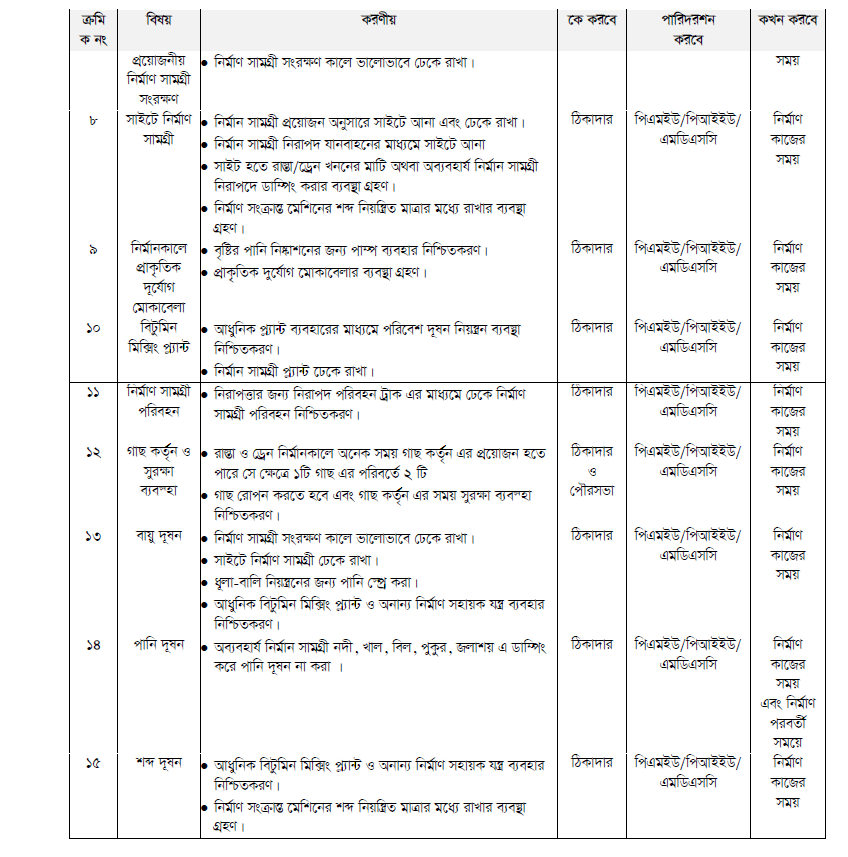 ক্রমি বিষয় করণীয় কে করবে পরিদরশন কখন করবে
ক নং করবে
প্রয়োজনীয় ● নির্মাণ সামগ্রী সংরক্ষণ কালে ভালোভাবে ঢেকে রাখা। সময়
নির্মাণ সামগ্রী
সংরক্ষণ
৮ সাইটে নির্মাণ ● নির্মান সামগ্রী প্রয়োজন অনুসারে সাইটে আনা এবং ঢেকে রাখা। ঠিকাদার পিএমইউ/পিআইইউ/ নির্মাণ
সামগ্রী ● নির্মান সামগ্রী নিরাপদ যানবাহনের মাধ্যমে সাইটে আনা এমডিএসসি কাজের
● সাইট হতে রাস্তা/ড্রেন খননের মাটি অথবা অব্যবহার্য নির্মান সামগ্রী সময়
নিরাপদে ডাম্পিং করার ব্যবস্থা গ্রহণ।
● নির্মাণ সংক্রান্ত মেশিনের শব্দ নিয়ন্ত্রিত মাত্রার মধ্যে রাখার ব্যবস্থা
গ্রহণ।
৯ নির্মানকালে ● বৃষ্টির পানি নিষ্কাশনের জন্য পাম্প ব্যবহার নিশ্চিতকরণ। ঠিকাদার পিএমইউ/পিআইইউ/ নির্মাণ
প্রাকৃতিক ● প্রাকৃতিক দুর্যোগ মোকাবেলার ব্যবস্থা গ্রহণ। এমডিএসসি কাজের
দূর্যোগ সময়
মোকাবেলা
১০ বিটুমিন ● আধুনিক প্ল্যান্ট ব্যবহারের মাধ্যমে পরিবেশ দূষন নিয়ন্ত্রন ব্যবস্থা ঠিকাদার পিএমইউ/পিআইইউ/ নির্মাণ
মিক্সিং প্ল্যান্ট নিশ্চিতকরণ। এমডিএসসি কাজের
● নির্মান সামগ্রী প্ল্যান্ট ঢেকে রাখা। সময়
১১ নির্মাণ সামগ্রী ● নিরাপত্তার জন্য নিরাপদ পরিবহন ট্রাক এর মাধ্যমে ঢেকে নির্মাণ ঠিকাদার পিএমইউ/পিআইইউ/ নির্মাণ
পরিবহন সামগ্রী পরিবহন নিশ্চিতকরণ। এমডিএসসি কাজের
সময়
১২ গাছ কর্তৃন ও ● রাস্তা ও ড্রেন নির্মানকালে অনেক সময় গাছ কর্তৃন এর প্রয়োজন হতে ঠিকাদার পিএমইউ/পিআইইউ/ নির্মাণ
সুরক্ষা পারে সে ক্ষেত্রে ১টি গাছ এর পরিবর্তে ২ টি ও এমডিএসসি কাজের
ব্যবস্হা ● গাছ রোপন করতে হবে এবং গাছ কর্তৃন এর সময় সুরক্ষা ব্যবস্হা পৌরসভা সময়
নিশ্চিতকরণ।
১৩ বায়ু দূষন ● নির্মাণ সামগ্রী সংরক্ষণ কালে ভালোভাবে ঢেকে রাখা। ঠিকাদার পিএমইউ/পিআইইউ/ নির্মাণ
● সাইটে নির্মাণ সামগ্রী ঢেকে রাখা। এমডিএসসি কাজের
● ধূলা-বালি নিয়ন্ত্রনের জন্য পানি স্প্রে করা। সময়
● আধুনিক বিটুমিন মিক্সিং প্ল্যান্ট ও অনান্য নির্মাণ সহায়ক যন্ত্র ব্যবহার
নিশ্চিতকরণ।
১৪ পানি দূষন ● অব্যবহার্য নির্মান সামগ্রী নদী, খাল, বিল, পুকুর, জলাশয় এ ডাম্পিং ঠিকাদার পিএমইউ/পিআইইউ/ নির্মাণ
করে পানি দূষন না করা । এমডিএসসি কাজের
সময়
এবং নির্মাণ
পরবর্তী
সময়ে
১৫ শব্দ দূষন ● আধুনিক বিটুমিন মিক্সিং প্ল্যান্ট ও অনান্য নির্মাণ সহায়ক যন্ত্র ব্যবহার ঠিকাদার পিএমইউ/পিআইইউ/ নির্মাণ
নিশ্চিতকরণ। এমডিএসসি কাজের
● নির্মাণ সংক্রান্ত মেশিনের শব্দ নিয়ন্ত্রিত মাত্রার মধ্যে রাখার ব্যবস্থা সময়
গ্রহণ।